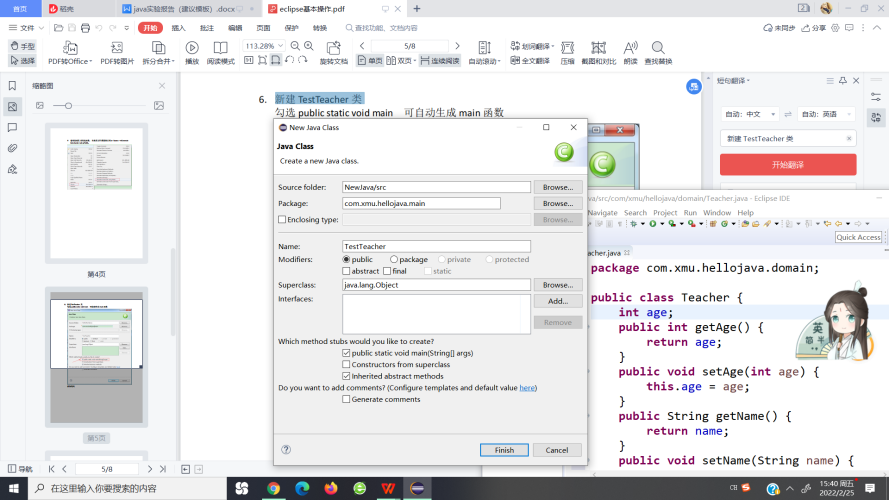 首页
稻壳
java实验报告（建议模板）.docx
eclipse基本操作.pdf
文件
开始
插入
批注
编辑
页面
保护
转换
查找功能、文档内容
未同步
分享
手型
选择
PDF转Office
PDF转图片
拆分合并
播放
阅读模式
113.28%
旋转文档
5/8
单页
双页
连续阅读
自动滚动
划词翻译
全文翻译
压缩
截图和对比
朗读
查找替换
缩略图
第4页
第5页
导航
5/8
6. 新建 TestTeacher 类
勾选 public static void main 可自动生成 main 函数
New Java Class
Java Class
Create a new Java class.
Source folder: NewJava/src Browse...
Package: com.xmu.hellojava.main Browse...
Enclosing type: Browse...
Name: TestTeacher
Modifiers: public package private protected
abstract final static
Superclass: java.lang.Object Browse...
Interfaces: Add...
Remove
Which method stubs would you like to create?
public static void main(String[] args)
Constructors from superclass
Inherited abstract methods
Do you want to add comments? (Configure templates and default value here)
Generate comments
Finish Cancel
短句翻译
自动：中文
自动：英语
新建 TestTeacher 类
开始翻译
va/src/com/xmu/hellojava/domain/Teacher.java - Eclipse IDE
Navigate Search Project Run Window Help
Quick Access
acher.java
package com.xmu.hellojava.domain;
public class Teacher {
int age;
public int getAge() {
return age;
}
public void setAge(int age) {
this.age = age;
}
public String getName() {
return name;
}
public void setName(String name) {
英
简 半
在这里输入你要搜索的内容
CH
15:40 周五
2022/2/25